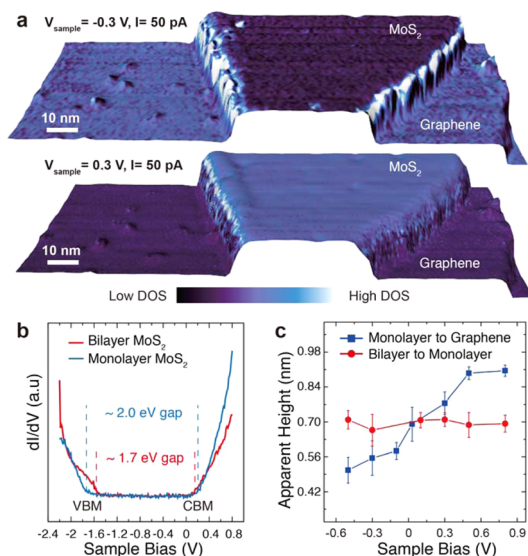 a
V_sample = -0.3 V, I= 50 pA
MoS₂
10 nm
Graphene
V_sample = 0.3 V, I= 50 pA
MoS₂
10 nm
Graphene
Low DOS
High DOS
b
Bilayer MoS₂
Monolayer MoS₂
~ 2.0 eV gap
~ 1.7 eV gap
dI/dV (a.u)
VBM
CBM
-2.4 -2 -1.6 -1.2 -0.8 -0.4 0 0.4 0.8
Sample Bias (V)
c
Monolayer to Graphene
Bilayer to Monolayer
Apparent Height (nm)
0.98
0.84
0.70
0.56
0.42
-0.6 -0.3 0 0.3 0.6 0.9
Sample Bias (V)